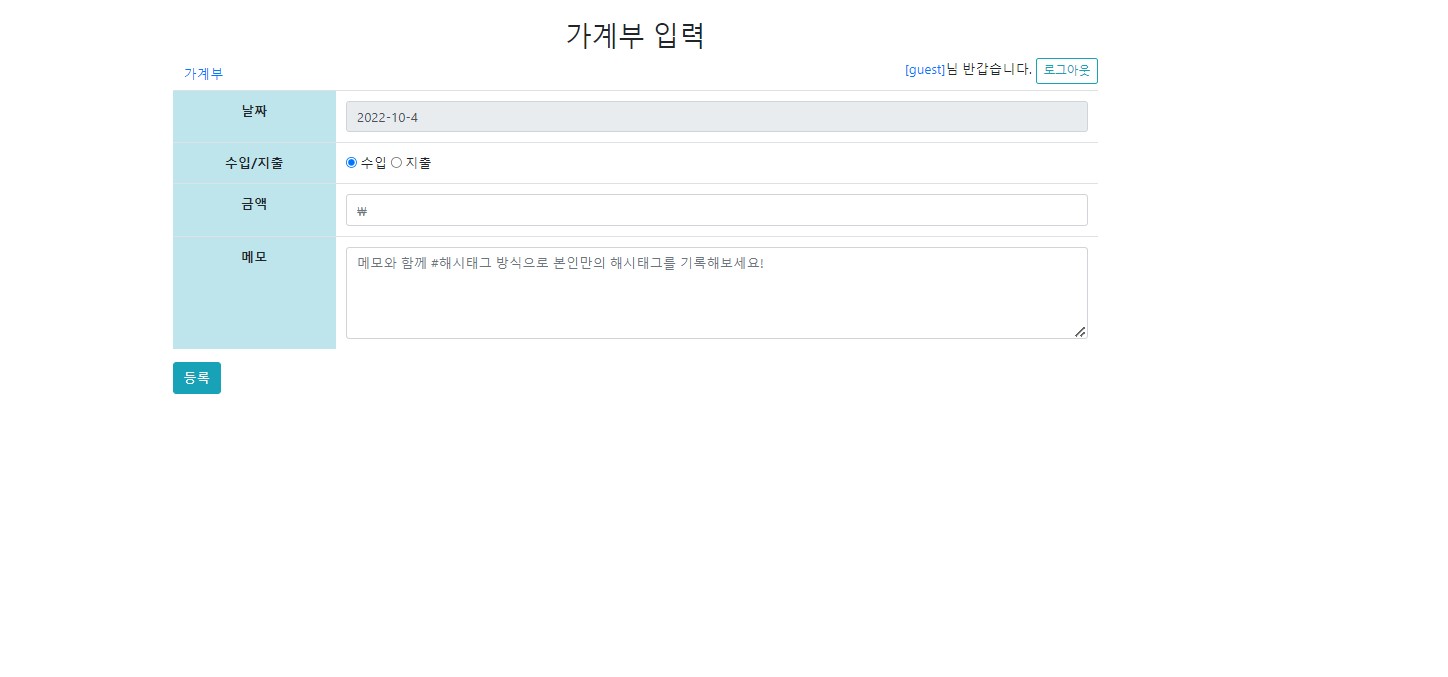 가계부 입력
가계부
[guest]님 반갑습니다. 로그아웃
날짜 2022-10-4
수입/지출 수입 지출
금액 ₩
메모 메모와 함께 #해시태그 방식으로 본인만의 해시태그를 기록해보세요!
등록